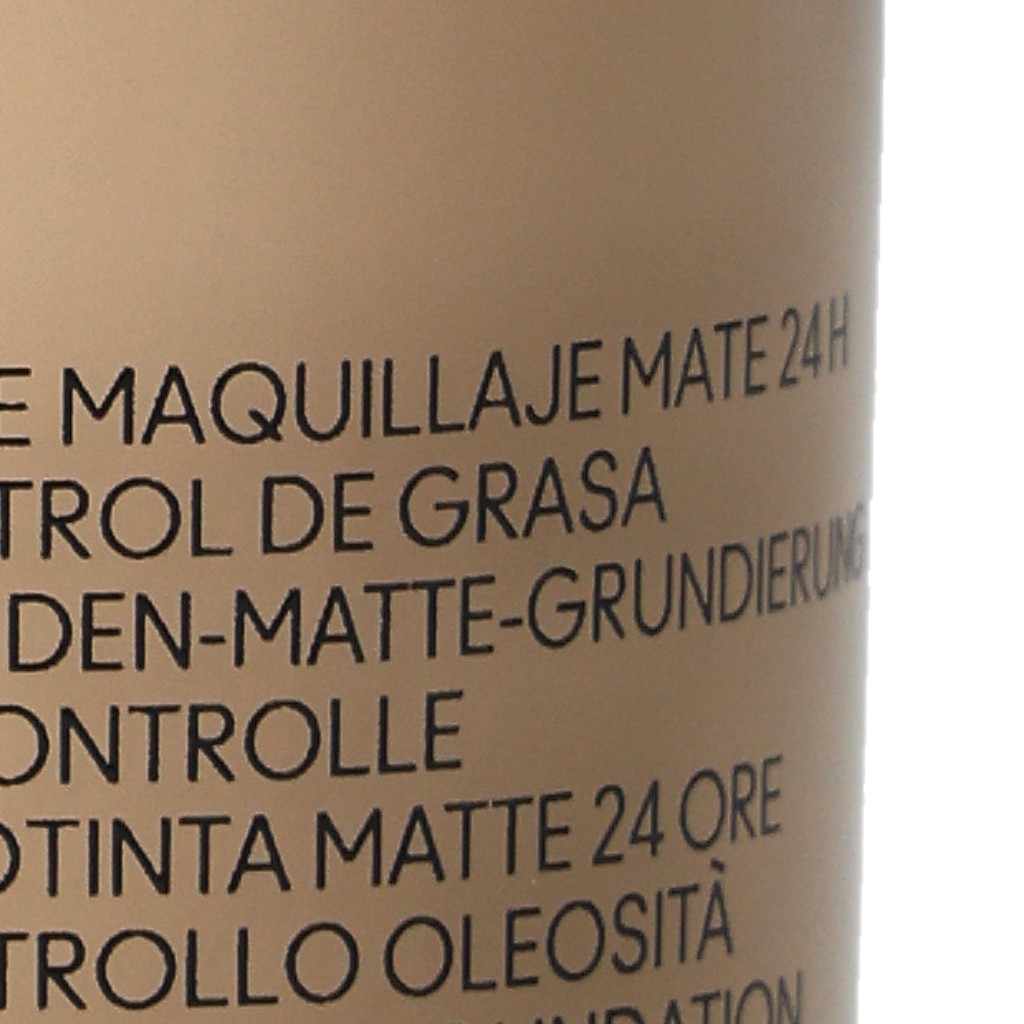 E MAQUILLAJE MATE 24H
TROL DE GRASA
DEN-MATTE-GRUNDIERUNG
ONTROLLE
OTINTA MATTE 24 ORE
TROLLO OLEOSITÀ